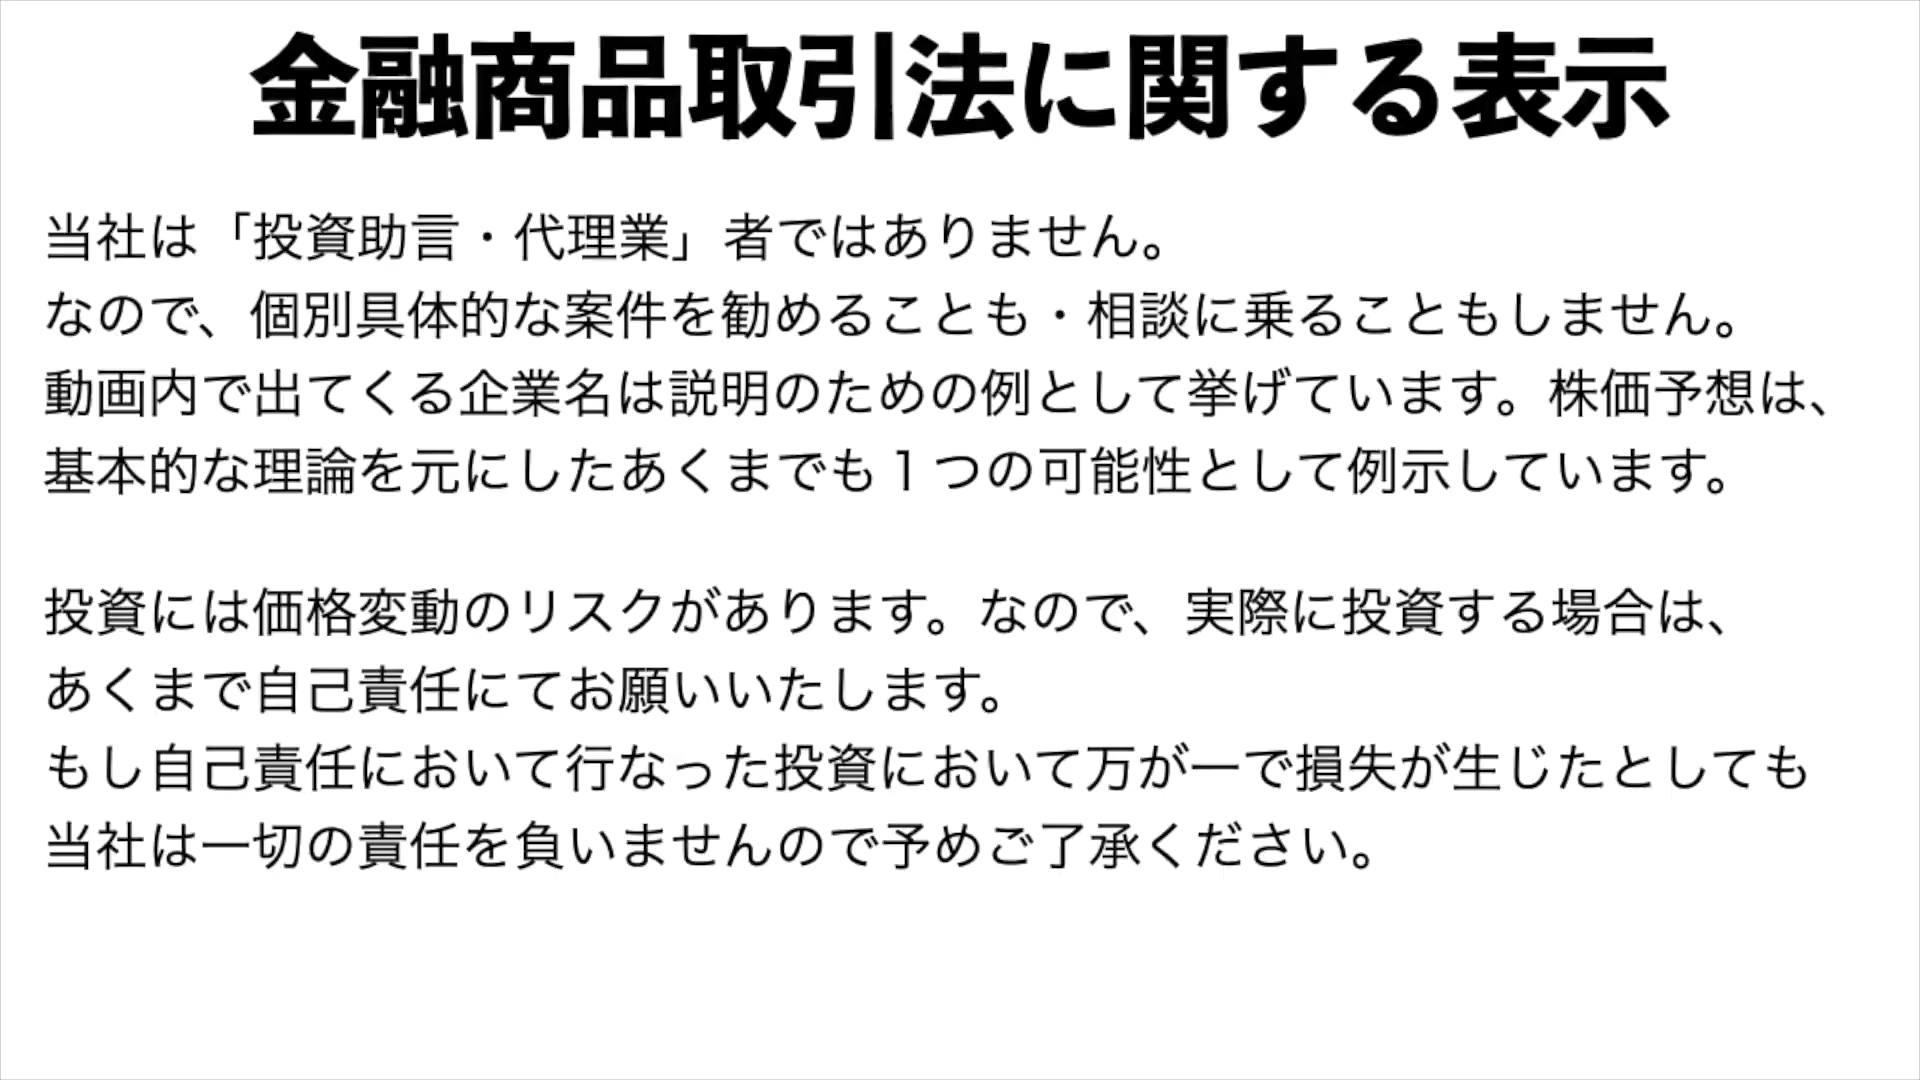 金融商品取引法に関する表示
当社は「投資助言・代理業」者ではありません。
なので、個別具体的な案件を勧めることも・相談に乗ることもしません。
動画内で出てくる企業名は説明のための例として挙げています。株価予想は、
基本的な理論を元にしたあくまでも１つの可能性として例示しています。
投資には価格変動のリスクがあります。なので、実際に投資する場合は、
あくまで自己責任にてお願いいたします。
もし自己責任において行なった投資において万が一で損失が生じたとしても
当社は一切の責任を負いませんので予めご了承ください。